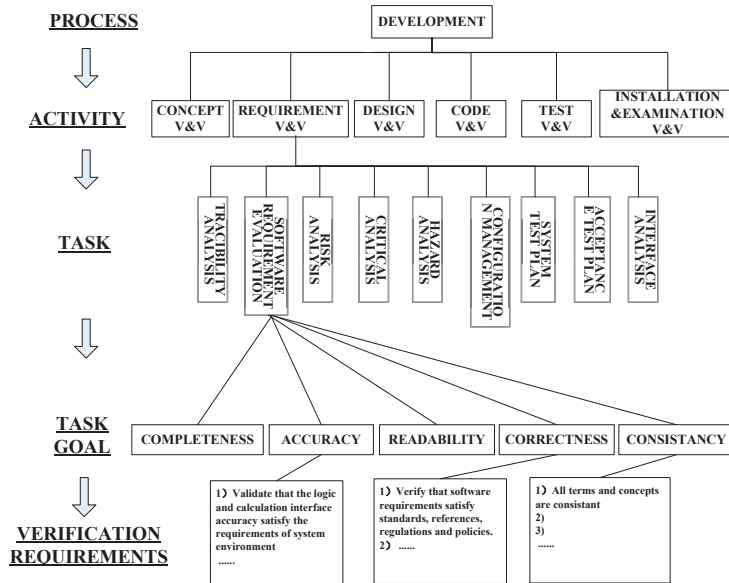 PROCESS
DEVELOPMENT
ACTIVITY
CONCEPT
V&V
REQUIREMENT
V&V
DESIGN
V&V
CODE
V&V
TEST
V&V
INSTALLATION
&EXAMINATION
V&V
TASK
TRACIBILITY
ANALYSIS
SOFTWARE
REQUIREMENT
EVALUATION
RISK
ANALYSIS
CRITICAL
ANALYSIS
HAZARD
ANALYSIS
CONFIGURATIO
N MANAGEMENT
SYSTEM
TEST PLAN
ACCEPTANC
E TEST PLAN
INTERFACE
ANALYSIS
TASK
GOAL
COMPLETENESS
ACCURACY
READABILITY
CORRECTNESS
CONSISTANCY
VERIFICATION
REQUIREMENTS
1）Validate that the logic
and calculation interface
accuracy satisfy the
requirements of system
environment
......
1）Verify that software
requirements satisfy
standards, references,
regulations and policies.
2）......
1）All terms and concepts
are consistant
2)
3)
......